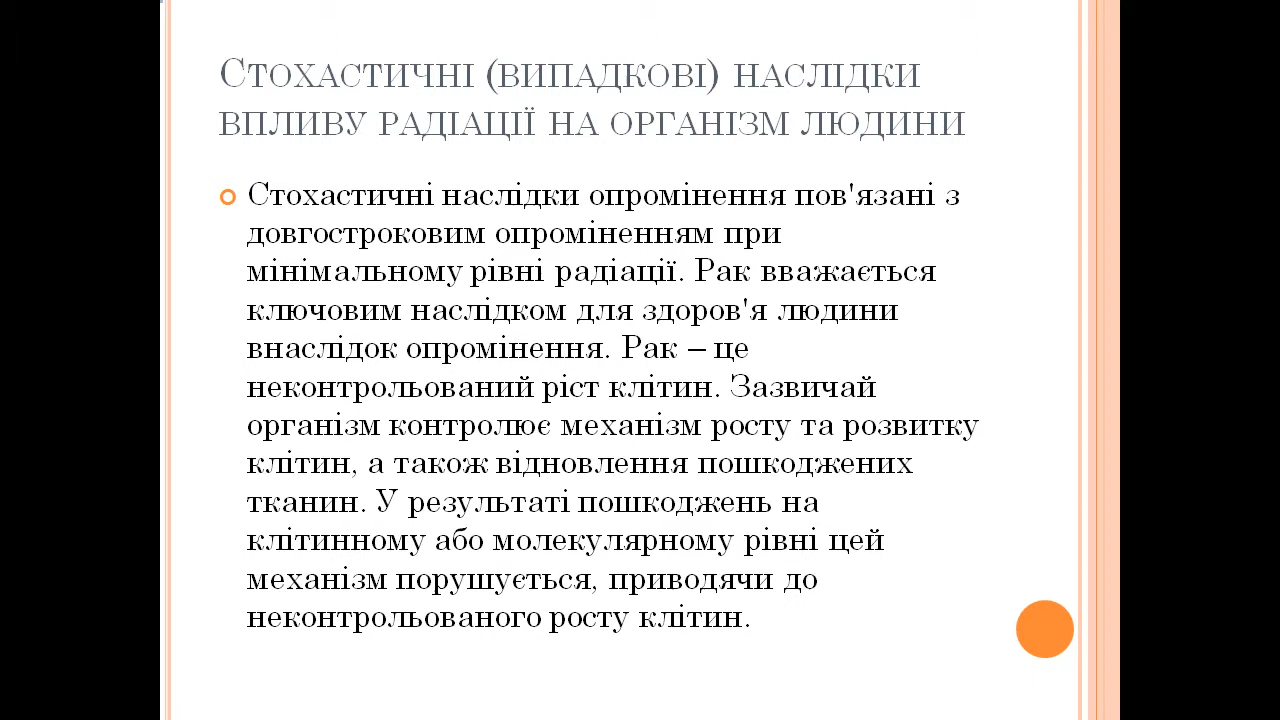 Стохастичні (випадкові) наслідки
впливу радіації на організм людини
Стохастичні наслідки опромінення пов'язані з
довгостроковим опроміненням при
мінімальному рівні радіації. Рак вважається
ключовим наслідком для здоров'я людини
внаслідок опромінення. Рак – це
неконтрольований ріст клітин. Зазвичай
організм контролює механізм росту та розвитку
клітин, а також відновлення пошкоджених
тканин. У результаті пошкоджень на
клітинному або молекулярному рівні цей
механізм порушується, приводячи до
неконтрольованого росту клітин.